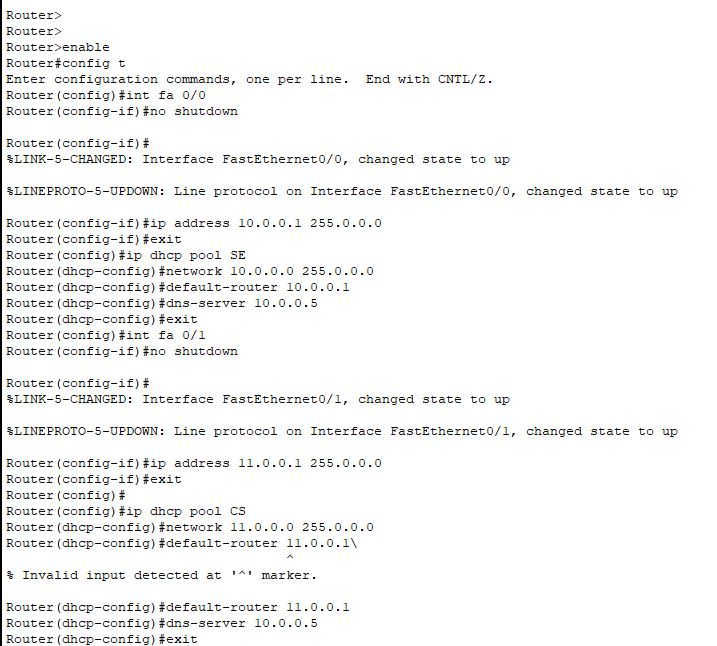 Router>
Router>
Router>enable
Router#config t
Enter configuration commands, one per line.  End with CNTL/Z.
Router(config)#int fa 0/0
Router(config-if)#no shutdown

Router(config-if)#
%LINK-5-CHANGED: Interface FastEthernet0/0, changed state to up

%LINEPROTO-5-UPDOWN: Line protocol on Interface FastEthernet0/0, changed state to up

Router(config-if)#ip address 10.0.0.1 255.0.0.0
Router(config-if)#exit
Router(config)#ip dhcp pool SE
Router(dhcp-config)#network 10.0.0.0 255.0.0.0
Router(dhcp-config)#default-router 10.0.0.1
Router(dhcp-config)#dns-server 10.0.0.5
Router(dhcp-config)#exit
Router(config)#int fa 0/1
Router(config-if)#no shutdown

Router(config-if)#
%LINK-5-CHANGED: Interface FastEthernet0/1, changed state to up

%LINEPROTO-5-UPDOWN: Line protocol on Interface FastEthernet0/1, changed state to up

Router(config-if)#ip address 11.0.0.1 255.0.0.0
Router(config-if)#exit
Router(config)#
Router(config)#ip dhcp pool CS
Router(dhcp-config)#network 11.0.0.0 255.0.0.0
Router(dhcp-config)#default-router 11.0.0.1\
                                   ^
% Invalid input detected at '^' marker.

Router(dhcp-config)#default-router 11.0.0.1
Router(dhcp-config)#dns-server 10.0.0.5
Router(dhcp-config)#exit